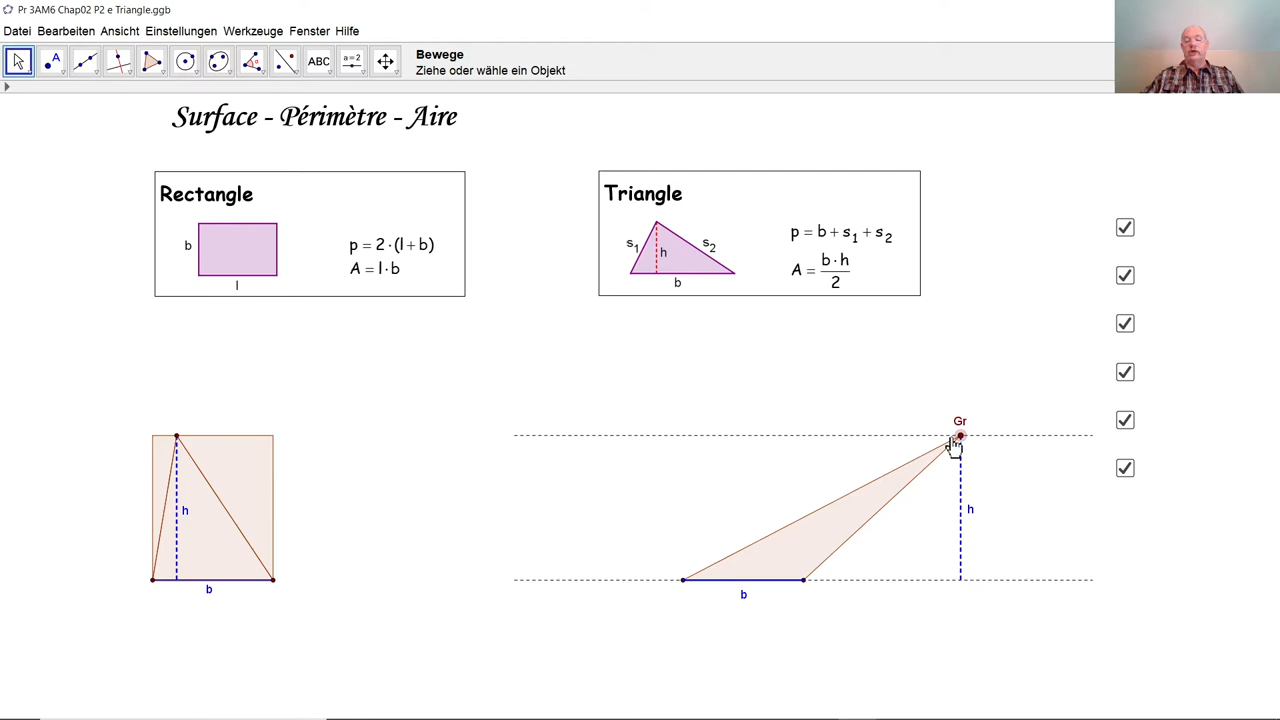 Pr 3AM6 Chap02 P2 e Triangle.ggb
Datei Bearbeiten Ansicht Einstellungen Werkzeuge Fenster Hilfe
A
ABC
a=2
Bewege
Ziehe oder wähle ein Objekt
Surface - Périmètre - Aire
Rectangle
b
l
p = 2·(l + b)
A = l·b
Triangle
s1
h
s2
b
p = b + s1 + s2
A = b·h/2
h
b
Gr
h
b